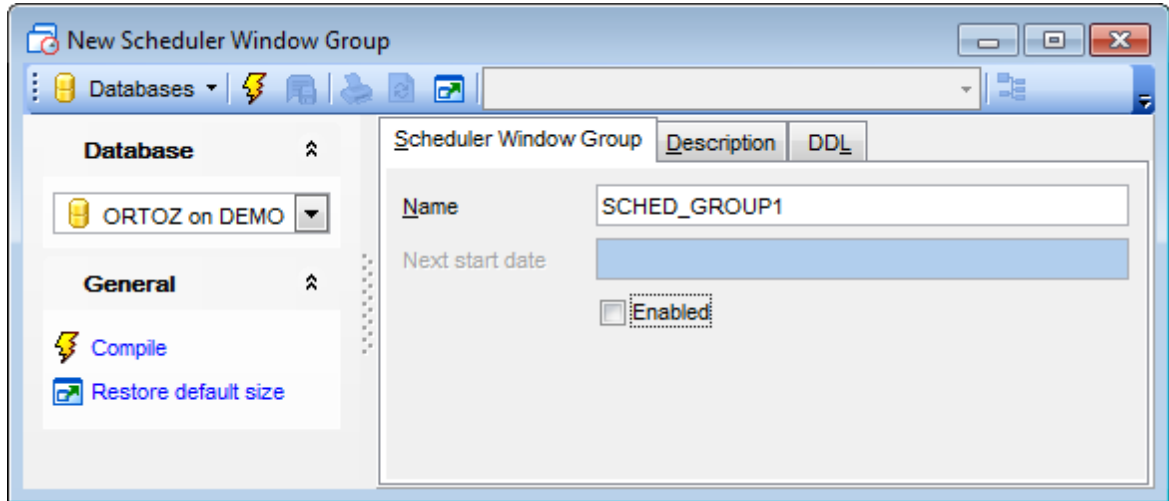 New Scheduler Window Group
Databases
Database
ORTOZ on DEMO
General
Compile
Restore default size
Scheduler Window Group Description DDL
Name SCHED_GROUP1
Next start date
Enabled